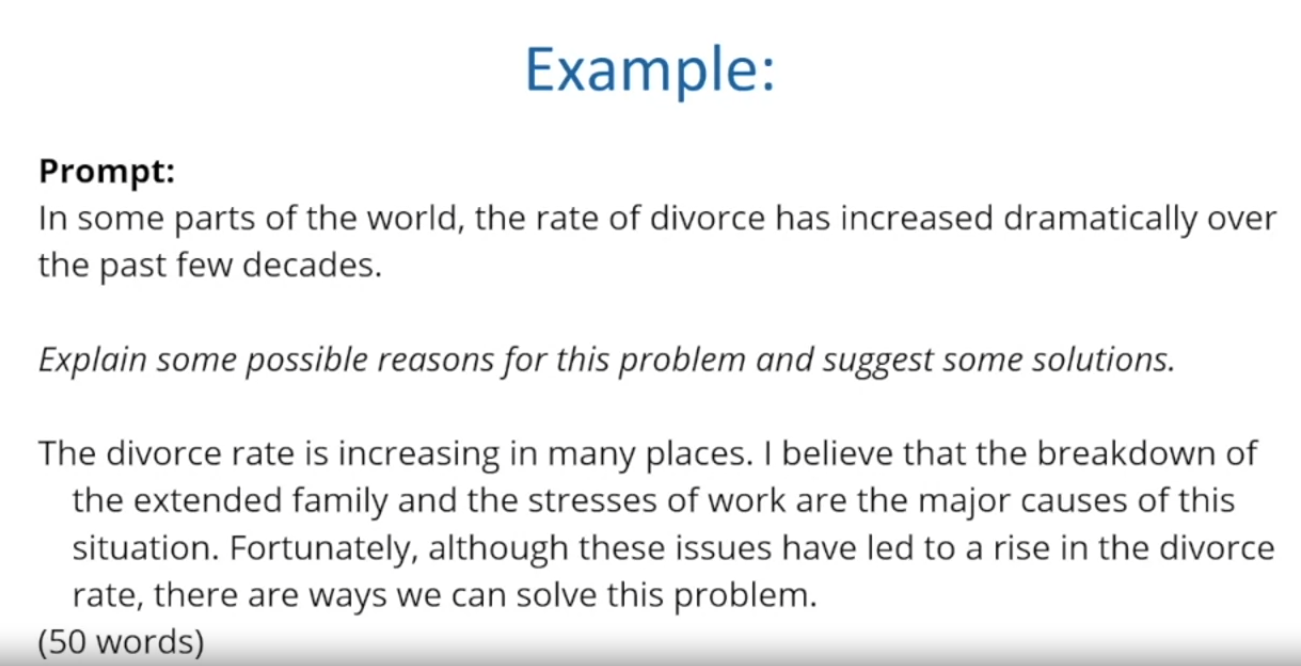 Example:
Prompt:
In some parts of the world, the rate of divorce has increased dramatically over
the past few decades.
Explain some possible reasons for this problem and suggest some solutions.
The divorce rate is increasing in many places. I believe that the breakdown of
the extended family and the stresses of work are the major causes of this
situation. Fortunately, although these issues have led to a rise in the divorce
rate, there are ways we can solve this problem.
(50 words)